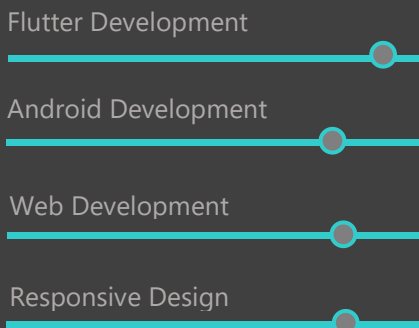 Flutter Development
Android Development
Web Development
Responsive Design